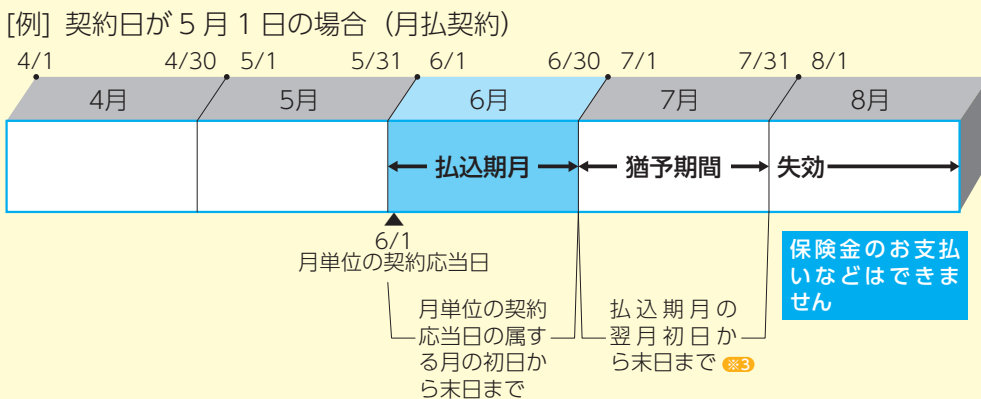 [例] 契約日が5月1日の場合（月払契約）
4/1 4/30 5/1 5/31 6/1 6/30 7/1 7/31 8/1
4月 5月 6月 7月 8月
払込期月 猶予期間 失効
6/1
月単位の契約応当日
保険金のお支払
いなどはできま
せん
月単位の契約
応当日の属す
る月の初日か
ら末日まで
払込期月の
翌月初日か
ら末日まで ※3